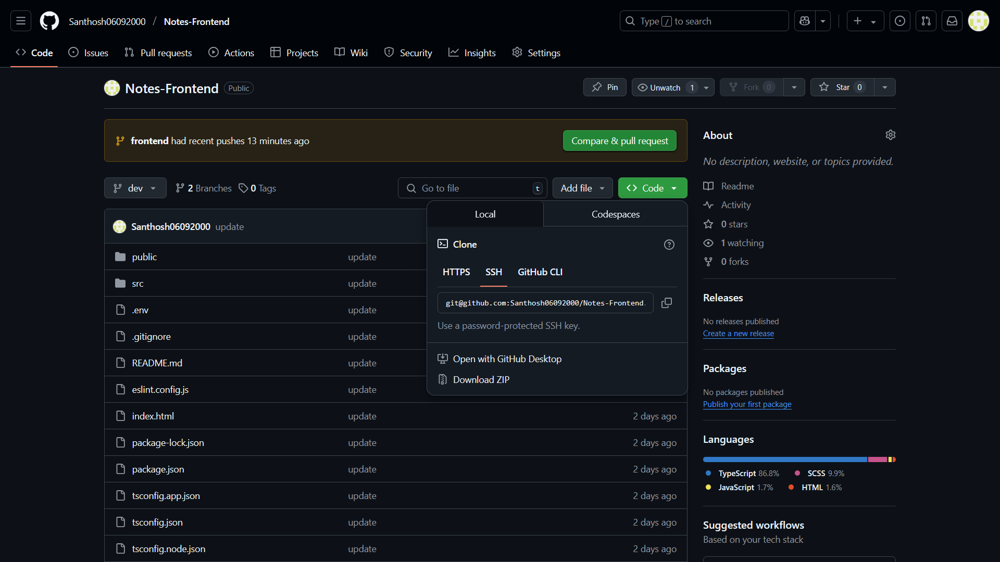 Santhosh06092000 / Notes-Frontend
Type / to search
Code
Issues
Pull requests
Actions
Projects
Wiki
Security
Insights
Settings
Notes-Frontend Public
Pin
Unwatch 1
Fork 0
Star 0
frontend had recent pushes 13 minutes ago
Compare & pull request
dev
2 Branches
0 Tags
Go to file t
Add file
Code
Local
Codespaces
Clone
HTTPS
SSH
GitHub CLI
git@github.com:Santhosh06092000/Notes-Frontend.
Use a password-protected SSH key.
Open with GitHub Desktop
Download ZIP
Santhosh06092000 update
public update
src update
.env update
.gitignore update
README.md update
eslint.config.js update
index.html update 2 days ago
package-lock.json update 2 days ago
package.json update 2 days ago
tsconfig.app.json update 2 days ago
tsconfig.json update 2 days ago
tsconfig.node.json update 2 days ago
About
No description, website, or topics provided.
Readme
Activity
0 stars
1 watching
0 forks
Releases
No releases published
Create a new release
Packages
No packages published
Publish your first package
Languages
TypeScript 86.8%
SCSS 9.9%
JavaScript 1.7%
HTML 1.6%
Suggested workflows
Based on your tech stack